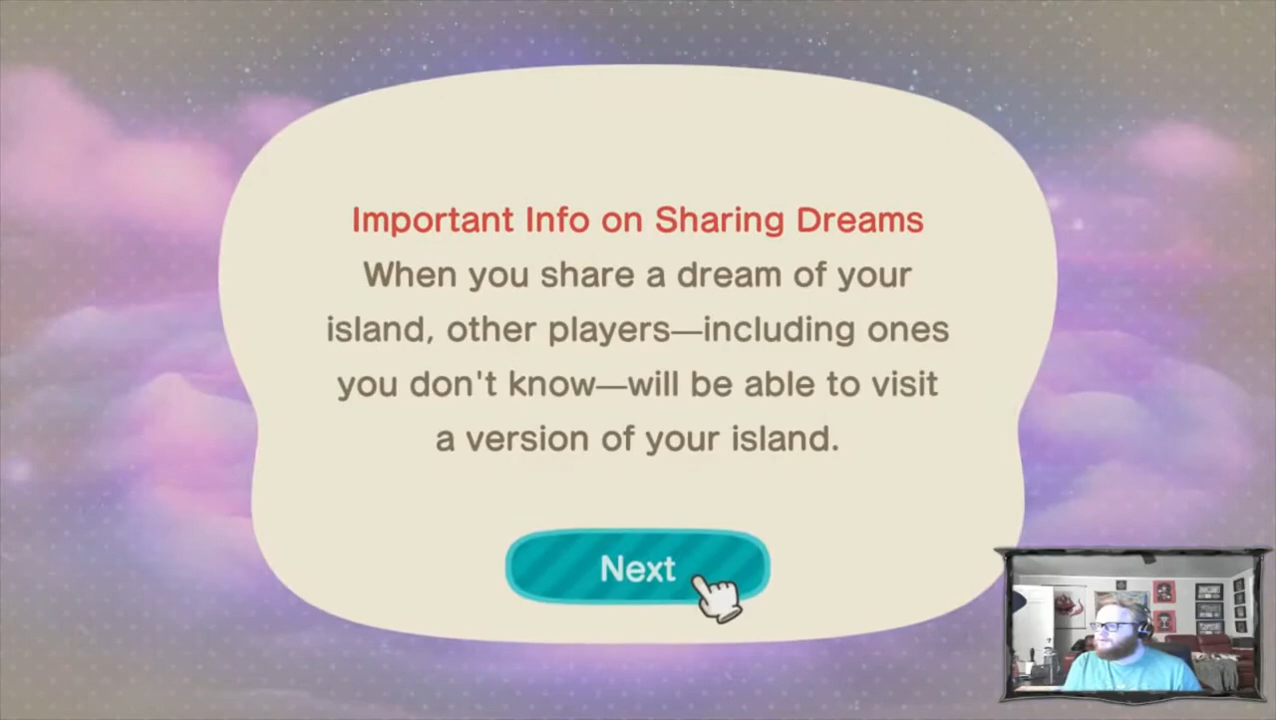 Important Info on Sharing Dreams
When you share a dream of your
island, other players—including ones
you don't know—will be able to visit
a version of your island.
Next